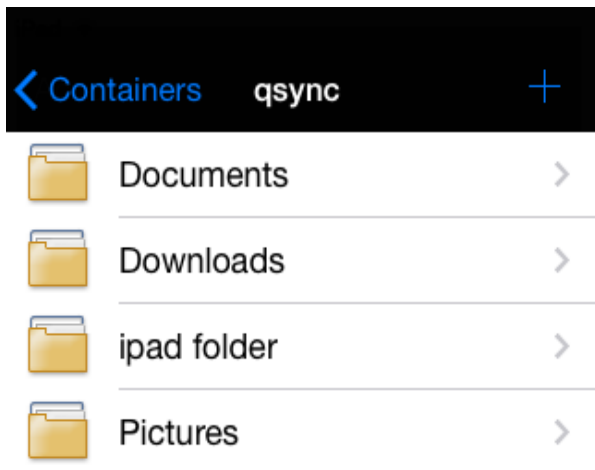 Containers qsync +
Documents
Downloads
ipad folder
Pictures